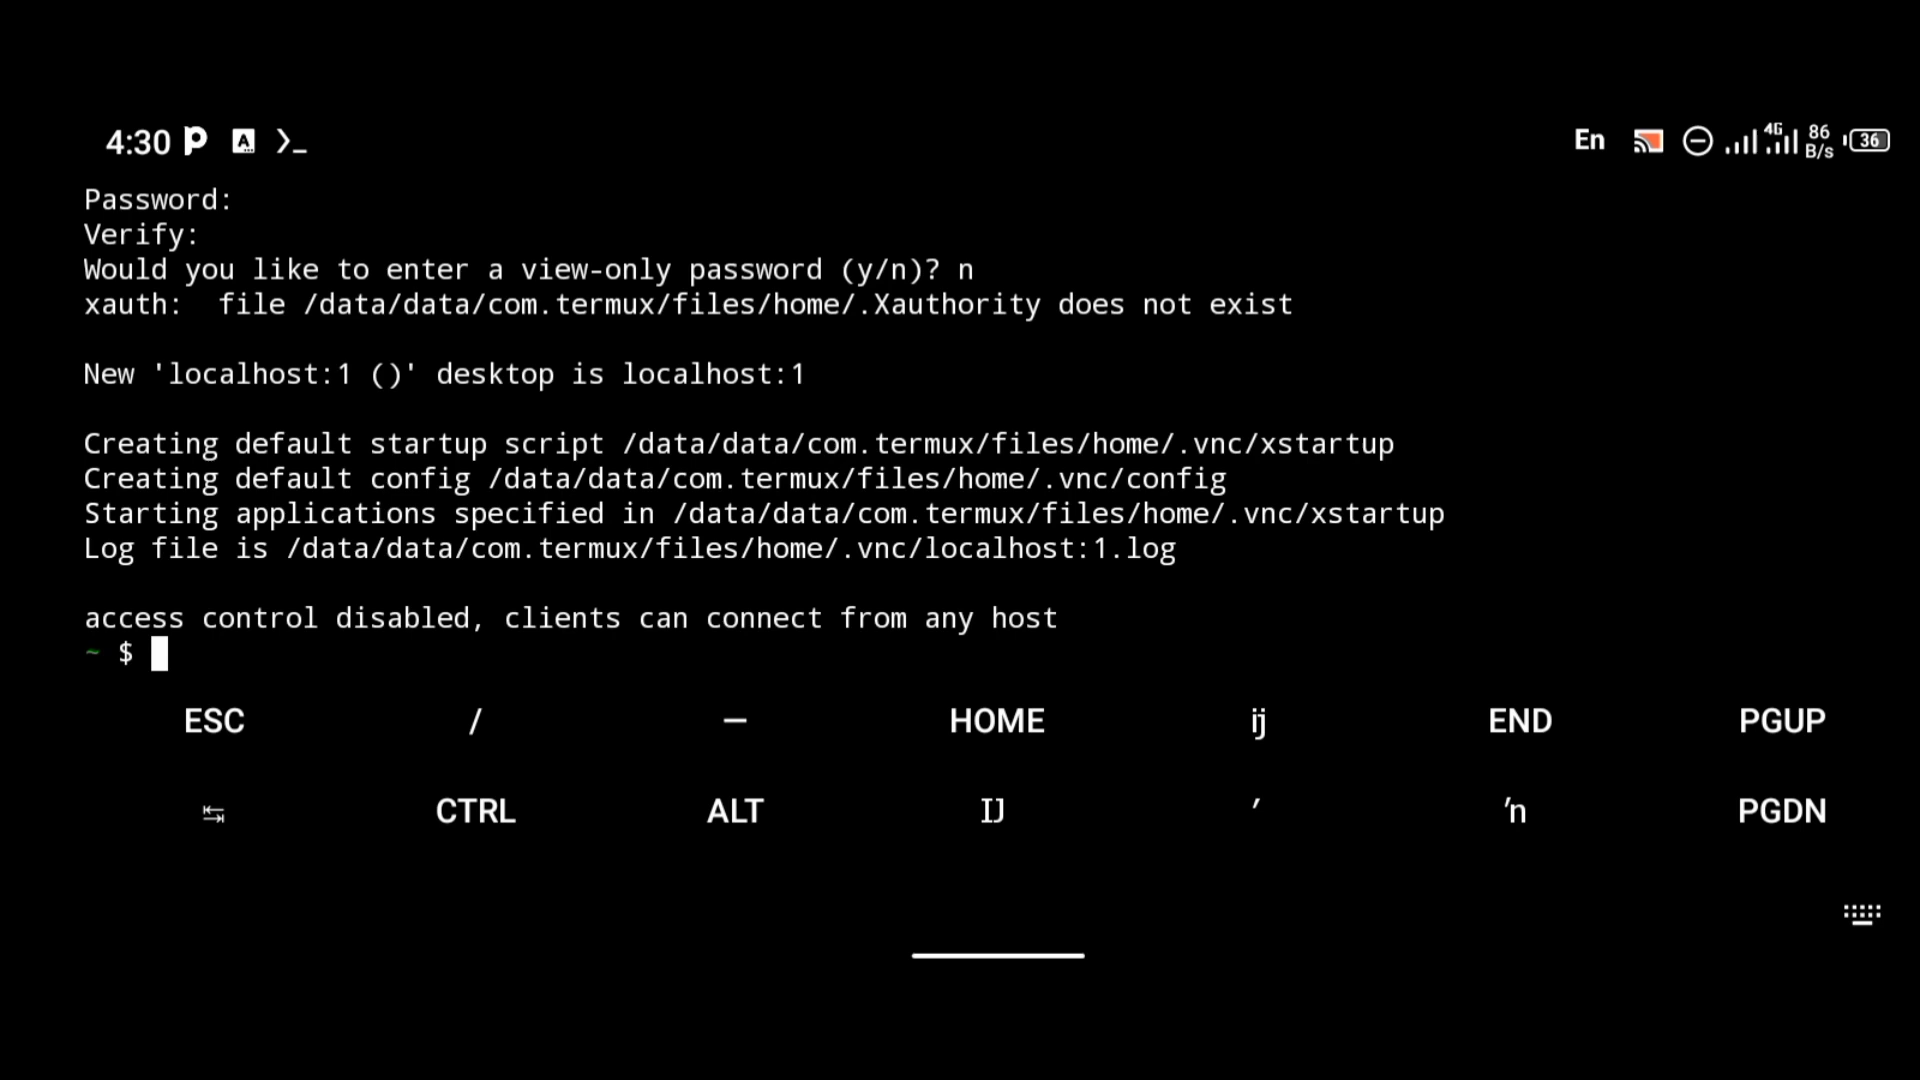 4:30 En 4G 86 B/s 36
Password:
Verify:
Would you like to enter a view-only password (y/n)? n
xauth:  file /data/data/com.termux/files/home/.Xauthority does not exist
New 'localhost:1 ()' desktop is localhost:1
Creating default startup script /data/data/com.termux/files/home/.vnc/xstartup
Creating default config /data/data/com.termux/files/home/.vnc/config
Starting applications specified in /data/data/com.termux/files/home/.vnc/xstartup
Log file is /data/data/com.termux/files/home/.vnc/localhost:1.log
access control disabled, clients can connect from any host
~ $
ESC / — HOME ĳ END PGUP
↹ CTRL ALT Ĳ ʹ ŉ PGDN